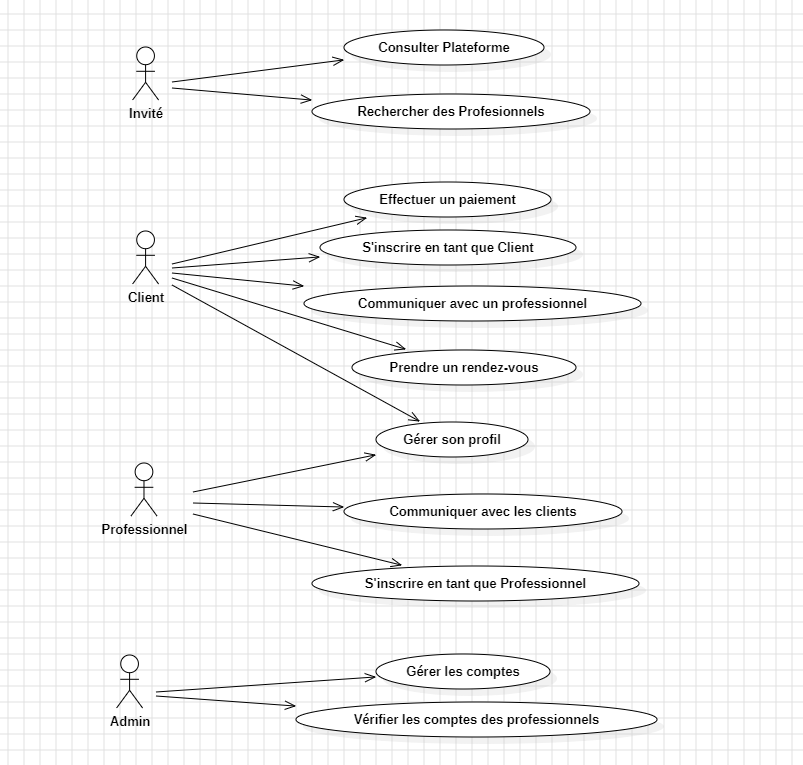 Consulter Plateforme
Invité
Rechercher des Profesionnels
Effectuer un paiement
S'inscrire en tant que Client
Client
Communiquer avec un professionnel
Prendre un rendez-vous
Gérer son profil
Professionnel
Communiquer avec les clients
S'inscrire en tant que Professionnel
Gérer les comptes
Admin
Vérifier les comptes des professionnels